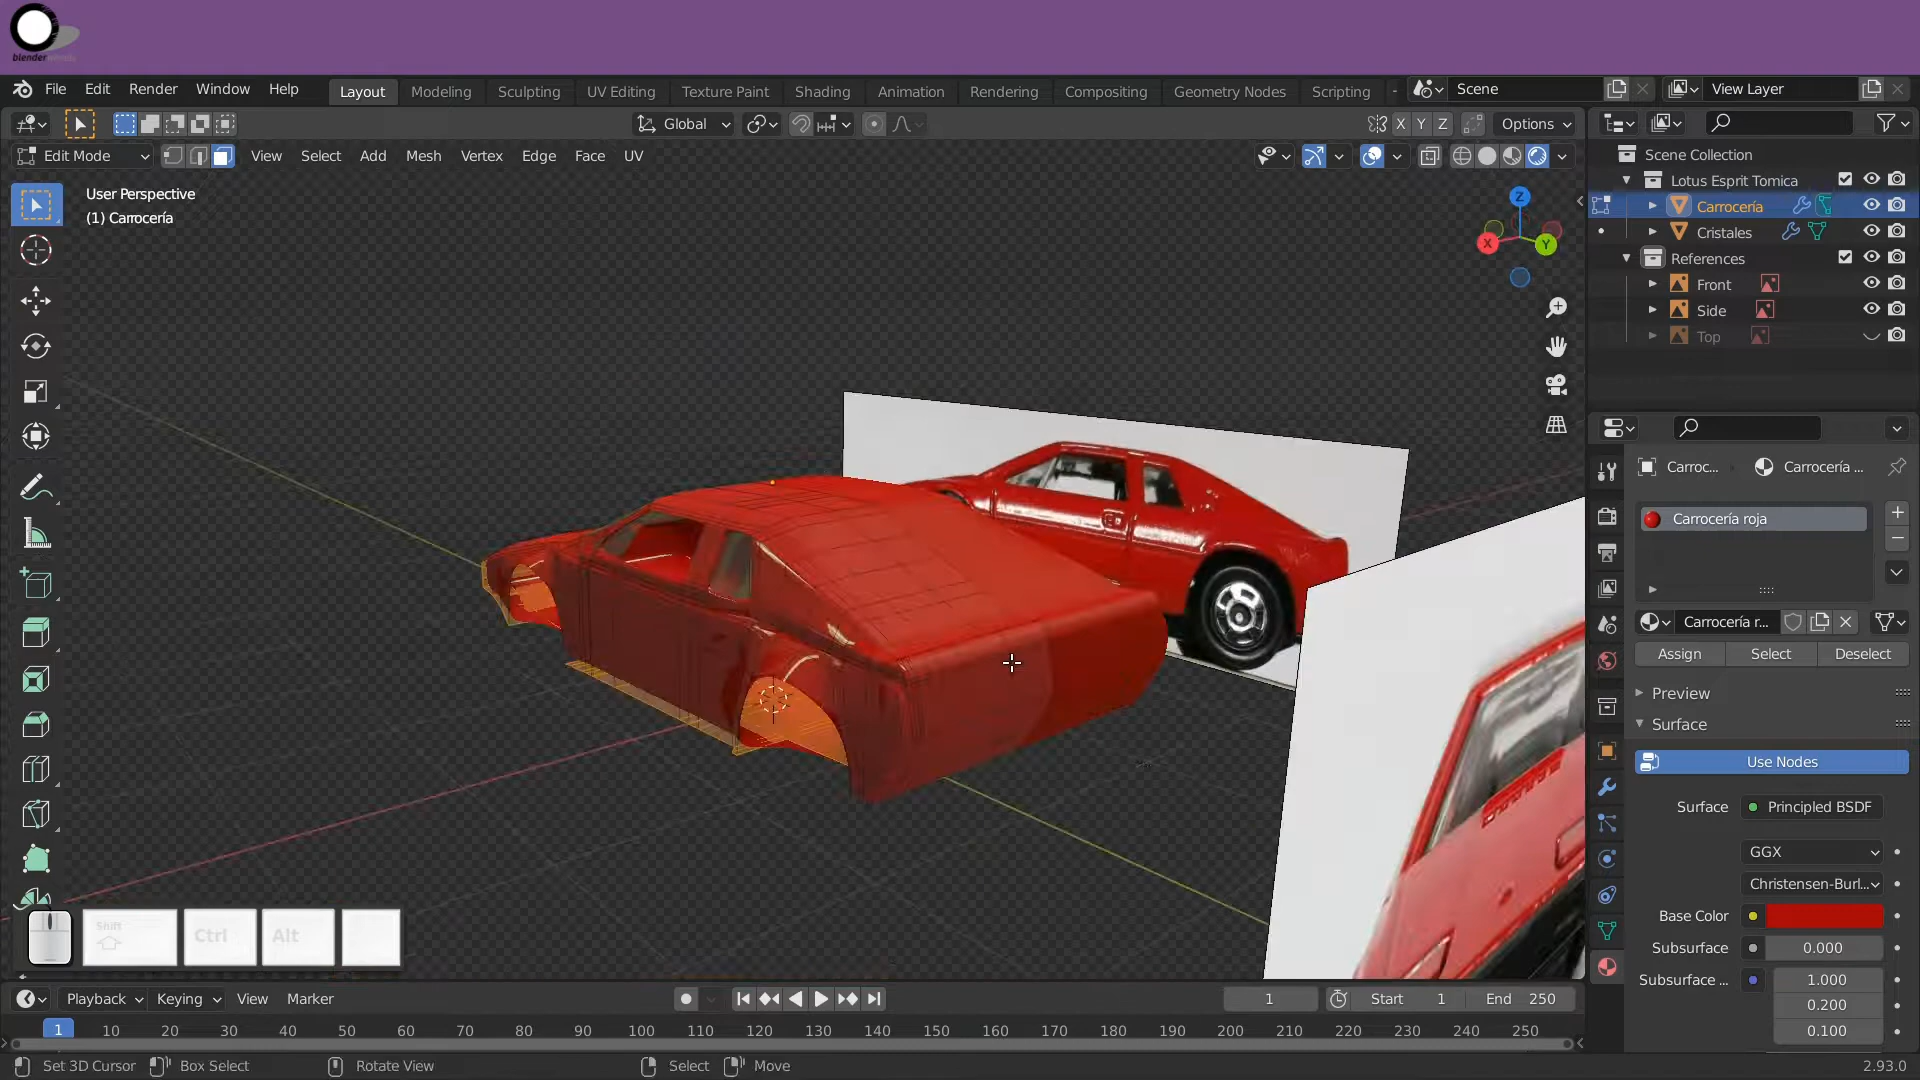 blender
File Edit Render Window Help Layout Modeling Sculpting UV Editing Texture Paint Shading Animation Rendering Compositing Geometry Nodes Scripting Scene View Layer
Global X Y Z Options
Edit Mode View Select Add Mesh Vertex Edge Face UV
User Perspective
(1) Carrocería
Z
X
Y
Scene Collection
Lotus Esprit Tomica
Carrocería
Cristales
References
Front
Side
Top
Carroc... Carrocería ...
Carrocería roja
Carrocería r...
Assign Select Deselect
Preview
Surface
Use Nodes
Surface Principled BSDF
GGX
Christensen-Burl...
Base Color
Subsurface 0.000
Subsurface ... 1.000
0.200
0.100
Shift
Ctrl Alt
Playback Keying View Marker 1 Start 1 End 250
1 10 20 30 40 50 60 70 80 90 100 110 120 130 140 150 160 170 180 190 200 210 220 230 240 250
Set 3D Cursor Box Select Rotate View Select Move 2.93.0